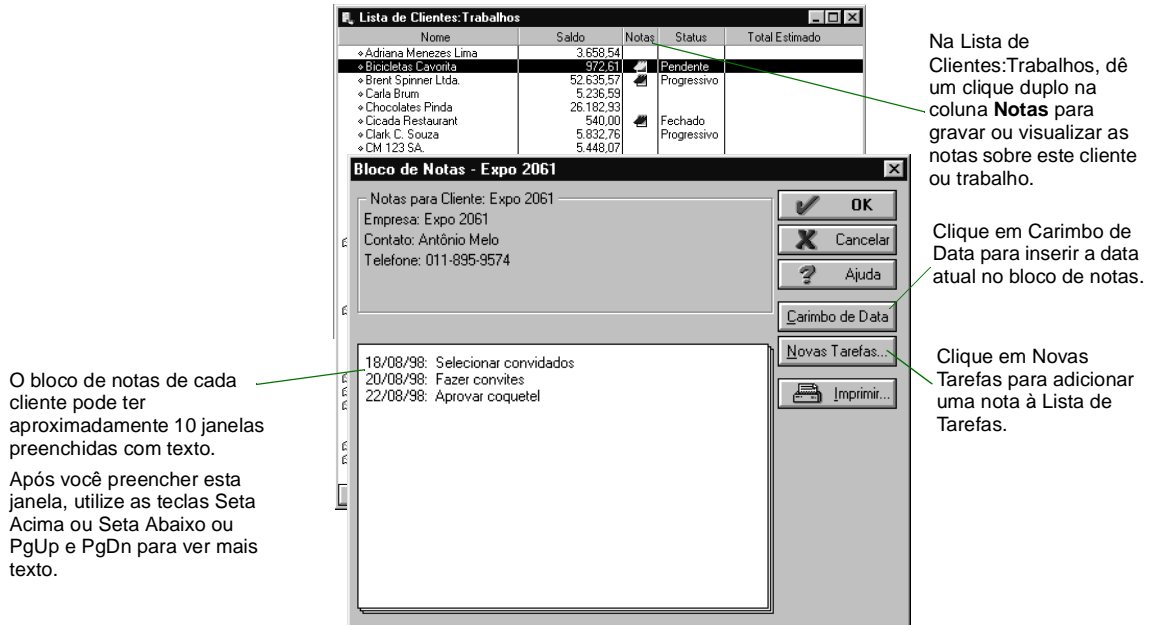 Lista de Clientes:Trabalhos
Nome Saldo Notas Status Total Estimado
Adriana Menezes Lima 3.658,54
Bicicletas Cavorita 972,61 Pendente
Brent Spinner Ltda. 52.635,57 Progressivo
Carla Brum 5.236,59
Chocolates Pinda 26.182,93
Cicada Restaurant 540,00 Fechado
Clark C. Souza 5.832,76 Progressivo
CM 123 SA. 5.448,07
Na Lista de
Clientes:Trabalhos, dê
um clique duplo na
coluna Notas para
gravar ou visualizar as
notas sobre este cliente
ou trabalho.
Bloco de Notas - Expo 2061
Notas para Cliente: Expo 2061
Empresa: Expo 2061
Contato: Antônio Melo
Telefone: 011-895-9574
OK
Cancelar
Ajuda
Carimbo de Data
Novas Tarefas...
Imprimir...
Clique em Carimbo de
Data para inserir a data
atual no bloco de notas.
Clique em Novas
Tarefas para adicionar
uma nota à Lista de
Tarefas.
18/08/98: Selecionar convidados
20/08/98: Fazer convites
22/08/98: Aprovar coquetel
O bloco de notas de cada
cliente pode ter
aproximadamente 10 janelas
preenchidas com texto.
Após você preencher esta
janela, utilize as teclas Seta
Acima ou Seta Abaixo ou
PgUp e PgDn para ver mais
texto.